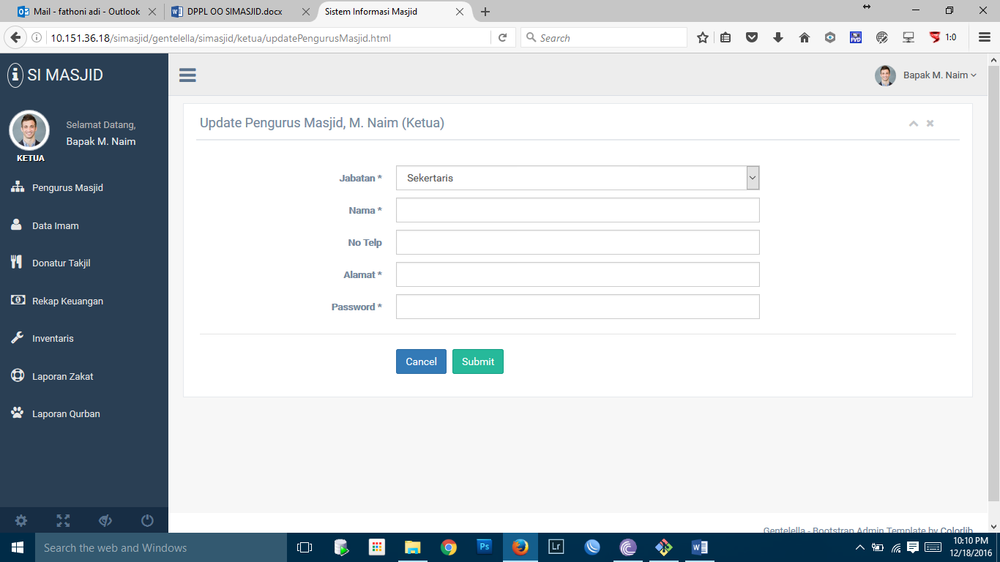 Mail - fathoni adi - Outlook
DPPL OO SIMASJID.docx
Sistem Informasi Masjid
10.151.36.18/simasjid/gentelella/simasjid/ketua/updatePengurusMasjid.html
Search
PVD
1:0
SI MASJID
Bapak M. Naim
Selamat Datang,
Bapak M. Naim
KETUA
Pengurus Masjid
Data Imam
Donatur Takjil
Rekap Keuangan
Inventaris
Laporan Zakat
Laporan Qurban
Update Pengurus Masjid, M. Naim (Ketua)
Jabatan *
Sekertaris
Nama *
No Telp
Alamat *
Password *
Cancel
Submit
Gentelella - Bootstrap Admin Template by Colorlib
Search the web and Windows
Ps
Lr
10:10 PM
12/18/2016